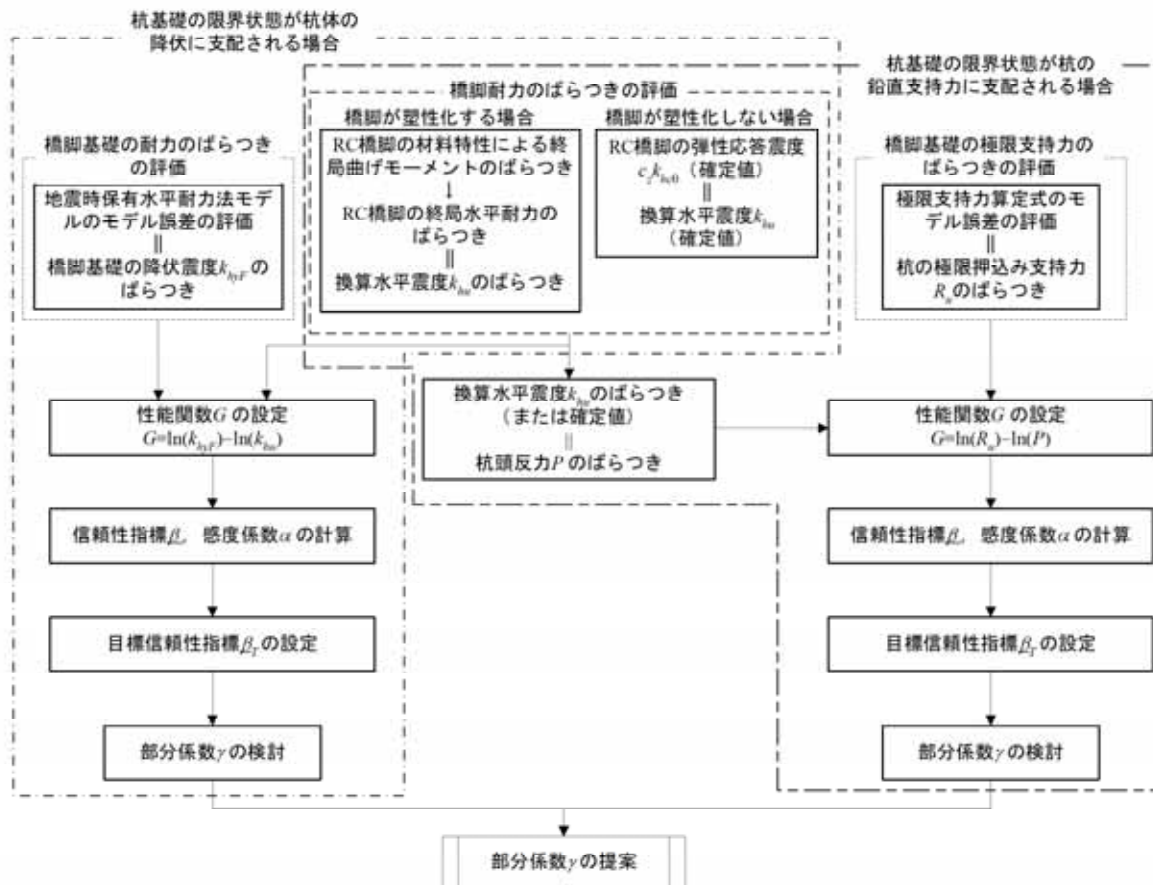 杭基礎の限界状態が杭体の
降伏に支配される場合
杭基礎の限界状態が杭の
鉛直支持力に支配される場合
橋脚耐力のばらつきの評価
橋脚が塑性化する場合
RC橋脚の材料特性による終
局曲げモーメントのばらつき
↓
RC橋脚の終局水平耐力の
ばらつき
||
換算水平震度k_huのばらつき
橋脚が塑性化しない場合
RC橋脚の弾性応答震度
c_z k_hc0（確定値）
||
換算水平震度k_hu
（確定値）
橋脚基礎の耐力のばらつき
の評価
地震時保有水平耐力法モデ
ルのモデル誤差の評価
||
橋脚基礎の降伏震度k_hyFの
ばらつき
橋脚基礎の極限支持力の
ばらつきの評価
極限支持力算定式のモ
デル誤差の評価
||
杭の極限押込み支持力
R_uのばらつき
性能関数G の設定
G=ln(k_hyF)−ln(k_hu)
換算水平震度k_huのばらつき
（または確定値）
||
杭頭反力P のばらつき
性能関数G の設定
G=ln(R_u)−ln(P)
信頼性指標β、 感度係数α の計算
目標信頼性指標β_T の設定
部分係数γ の検討
信頼性指標β、 感度係数α の計算
目標信頼性指標β_T の設定
部分係数γ の検討
部分係数γ の提案